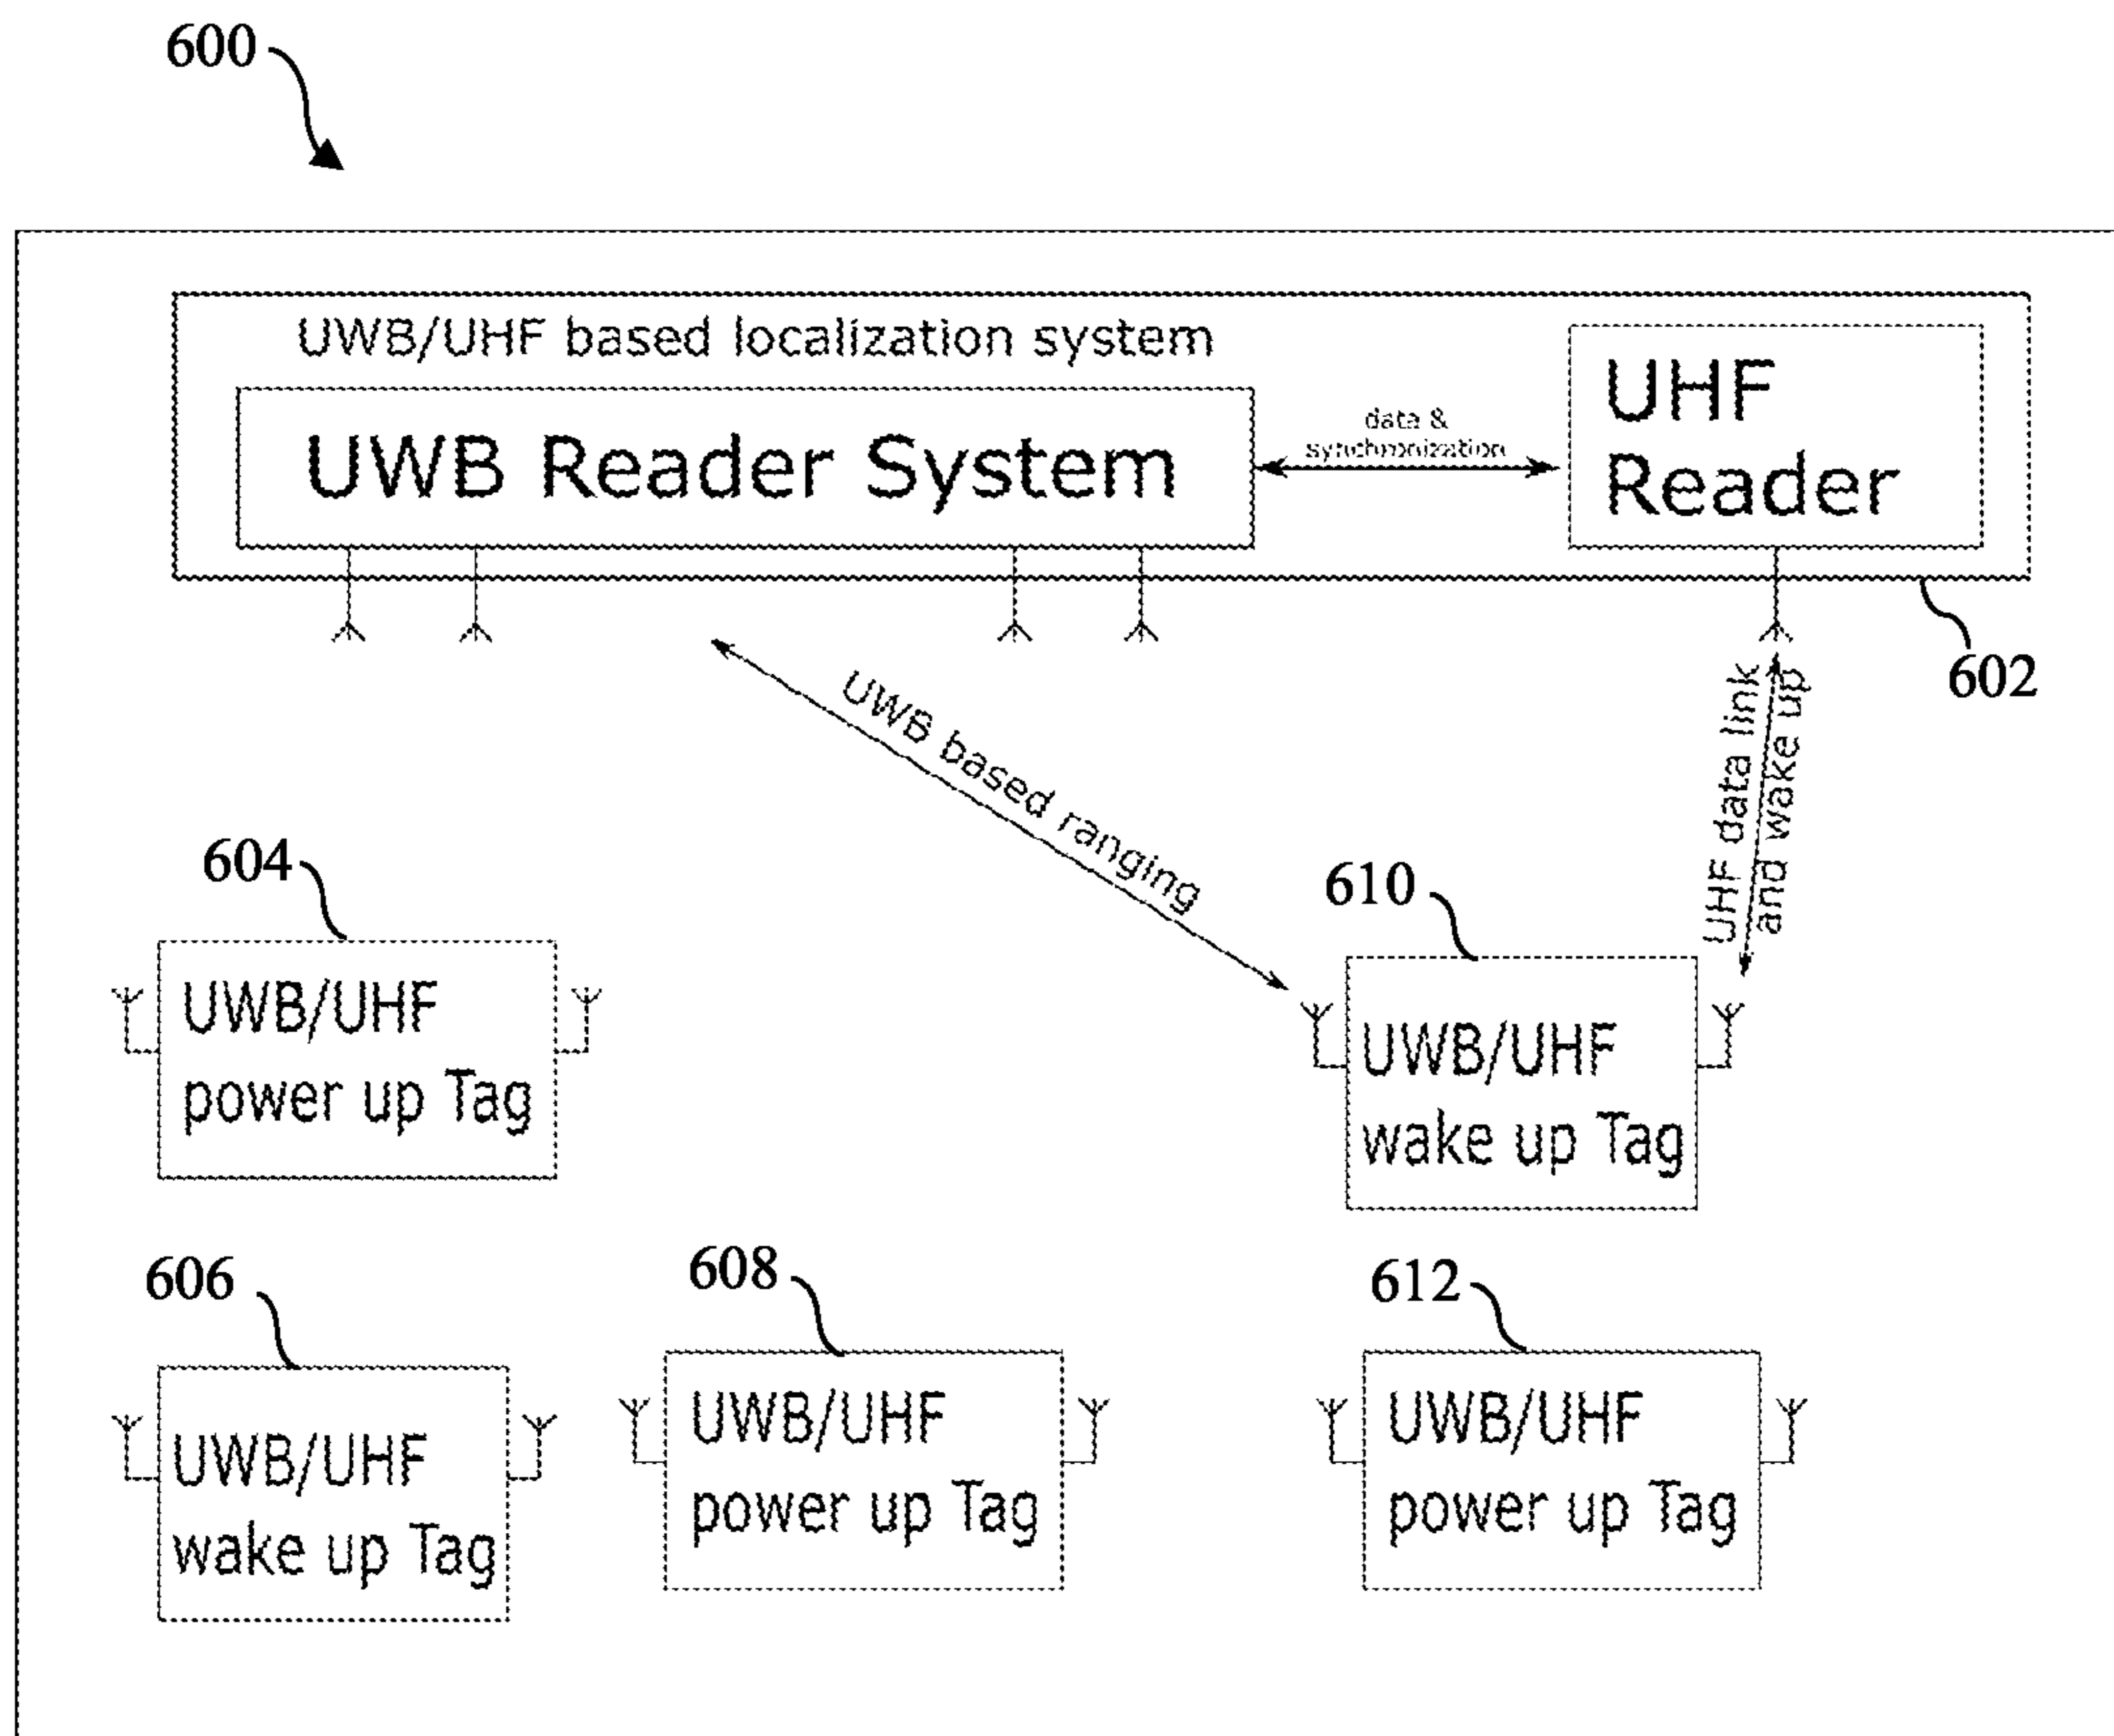 600
UWB/UHF based localization system
UWB Reader System
data &
synchronization
UHF
Reader
602
UWB based ranging
UHF data link
and wake up
604
UWB/UHF
power up Tag
610
UWB/UHF
wake up Tag
606
UWB/UHF
wake up Tag
608
UWB/UHF
power up Tag
612
UWB/UHF
power up Tag